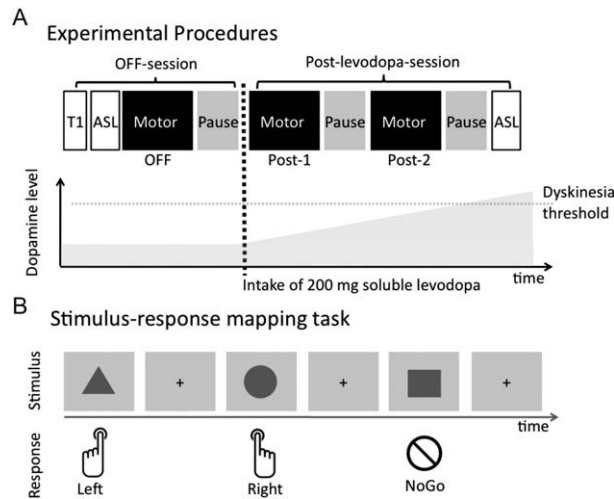 A
Experimental Procedures
OFF-session
Post-levodopa-session
T1 ASL Motor Pause Motor Pause Motor Pause ASL
OFF Post-1 Post-2
Dopamine level
Dyskinesia
threshold
Intake of 200 mg soluble levodopa
time
B
Stimulus-response mapping task
Stimulus
+ + +
time
Response
Left Right NoGo